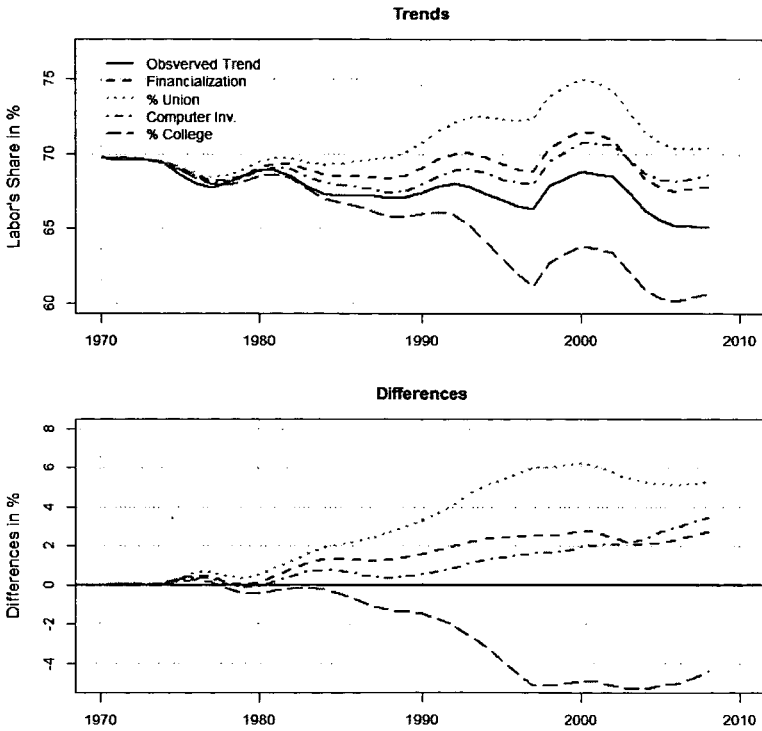 Trends
Labor's Share in %
75
70
65
60
Obsverved Trend
Financialization
% Union
Computer Inv.
% College
1970
1980
1990
2000
2010
Differences
Differences in %
8
6
4
2
0
-2
-4
1970
1980
1990
2000
2010